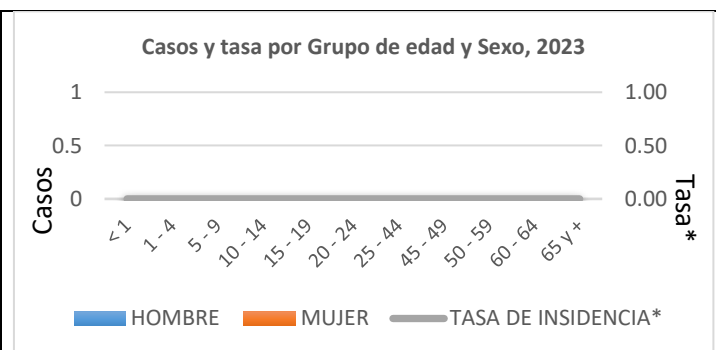 Casos y tasa por Grupo de edad y Sexo, 2023
1
0.5
0
Casos
1.00
0.50
0.00
Tasa*
< 1
1 - 4
5 - 9
10 - 14
15 - 19
20 - 24
25 - 44
45 - 49
50 - 59
60 - 64
65 y +
HOMBRE MUJER TASA DE INSIDENCIA*